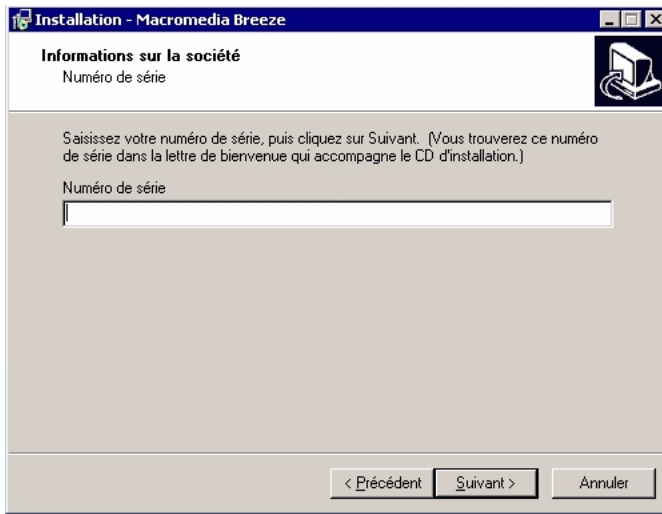 Installation - Macromedia Breeze
Informations sur la société
Numéro de série
Saisissez votre numéro de série, puis cliquez sur Suivant. (Vous trouverez ce numéro
de série dans la lettre de bienvenue qui accompagne le CD d'installation.)
Numéro de série
< Précédent Suivant > Annuler